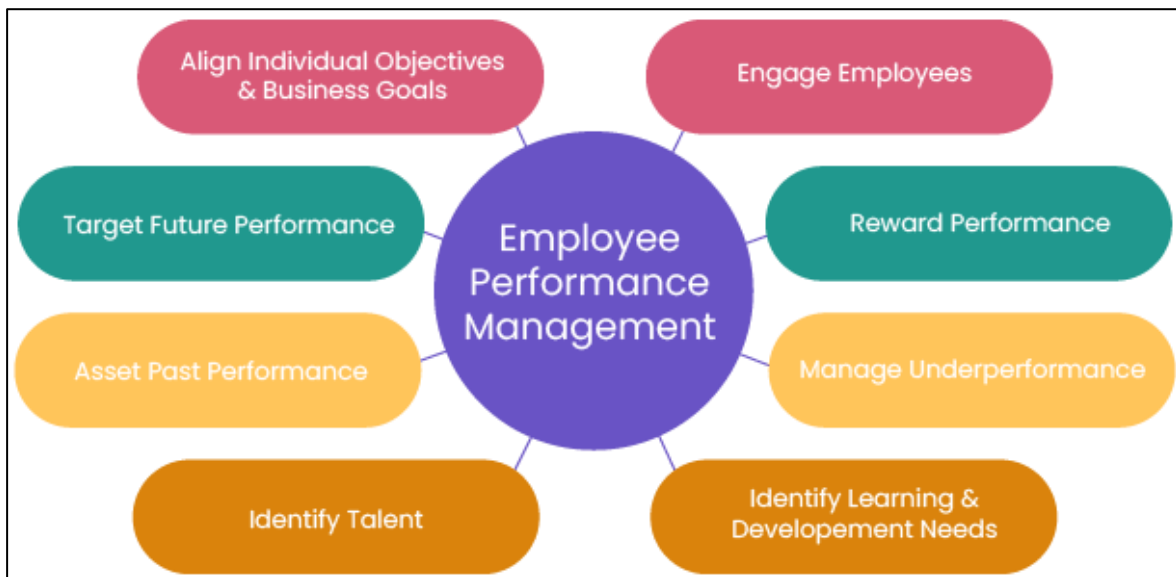 Align Individual Objectives
& Business Goals
Engage Employees
Target Future Performance
Reward Performance
Employee
Performance
Management
Asset Past Performance
Manage Underperformance
Identify Talent
Identify Learning &
Developement Needs